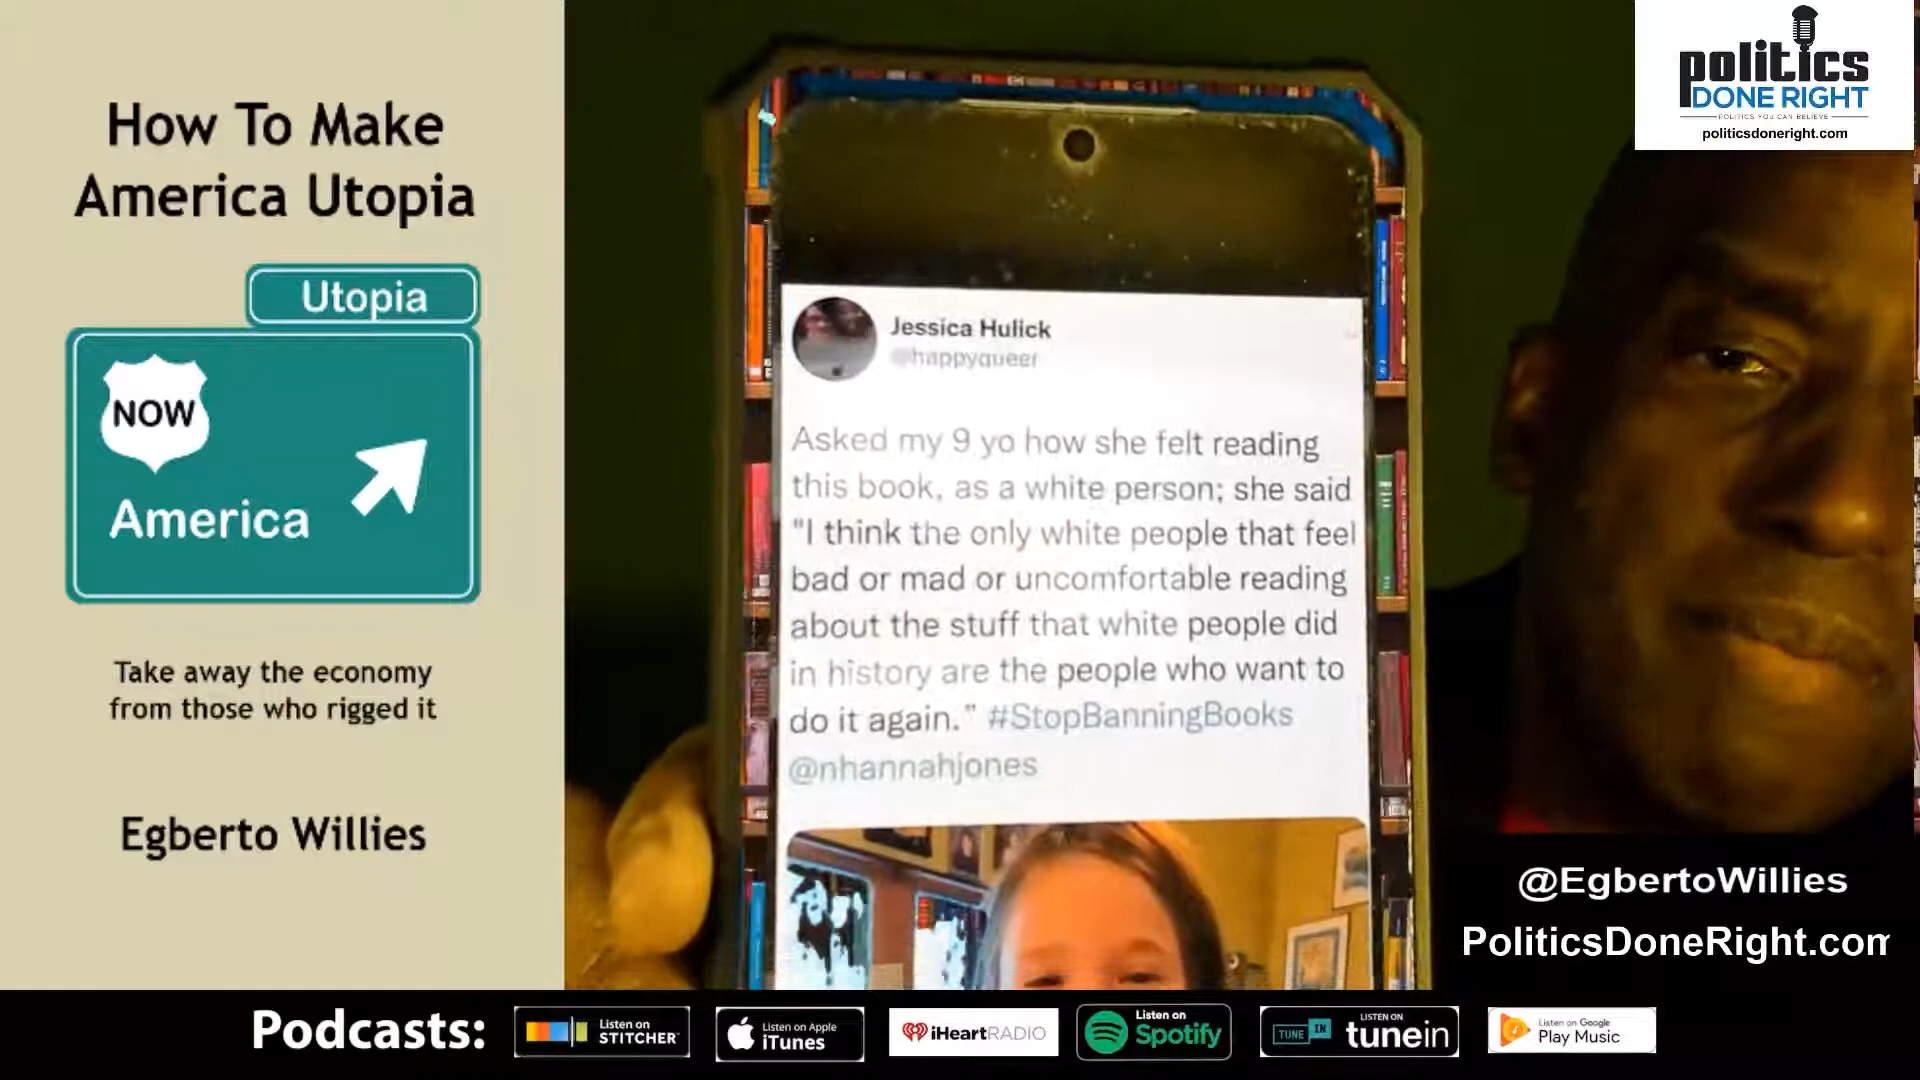 How To Make
America Utopia
Utopia
NOW
America
Take away the economy
from those who rigged it
Egberto Willies
Jessica Hulick
@happyqueer
Asked my 9 yo how she felt reading
this book, as a white person; she said
"I think the only white people that feel
bad or mad or uncomfortable reading
about the stuff that white people did
in history are the people who want to
do it again." #StopBanningBooks
@nhannahjones
politics
DONE RIGHT
POLITICS YOU CAN BELIEVE
politicsdoneright.com
@EgbertoWillies
PoliticsDoneRight.com
Podcasts:
Listen on
STITCHER
Listen on Apple
iTunes
iHeartRADIO
Listen on
Spotify
TUNE IN
LISTEN ON
tunein
Listen on Google
Play Music